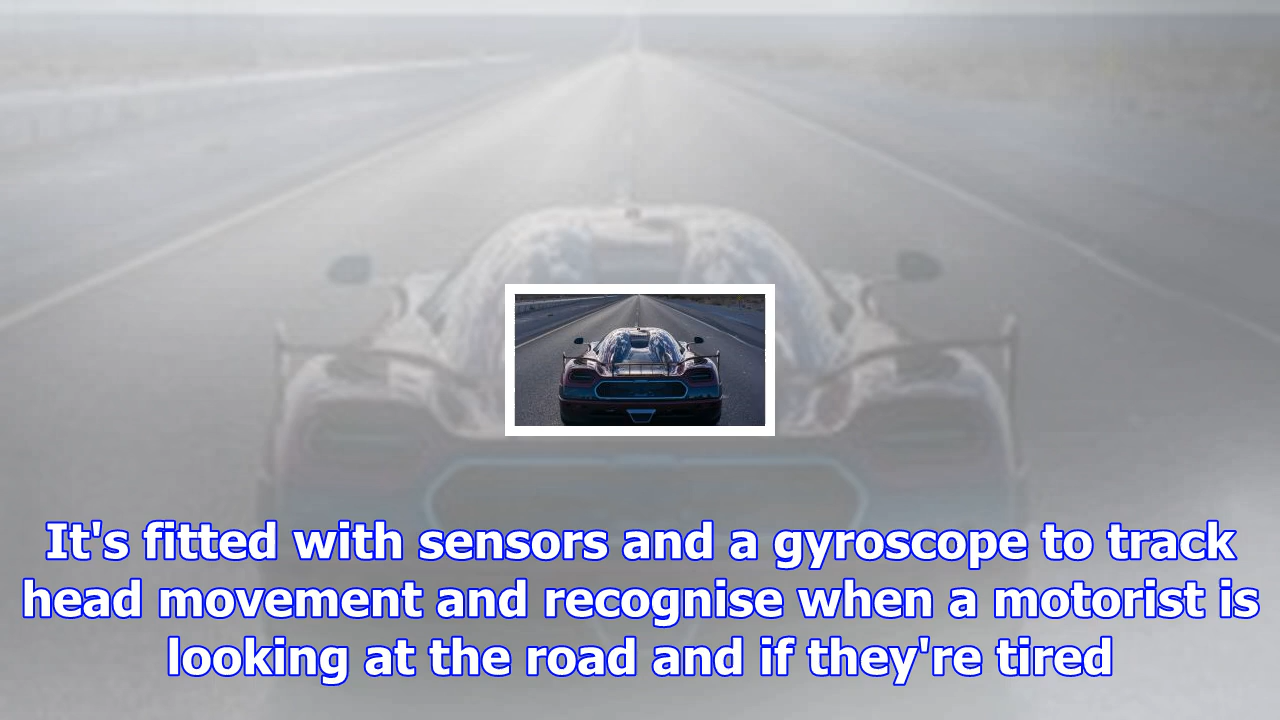 It's fitted with sensors and a gyroscope to track
head movement and recognise when a motorist is
looking at the road and if they're tired